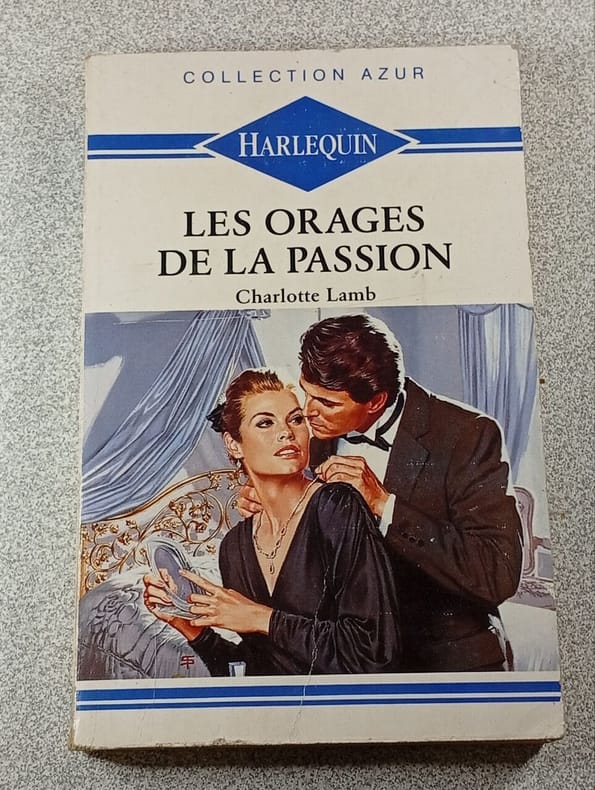 COLLECTION AZUR
HARLEQUIN
LES ORAGES
DE LA PASSION
Charlotte Lamb